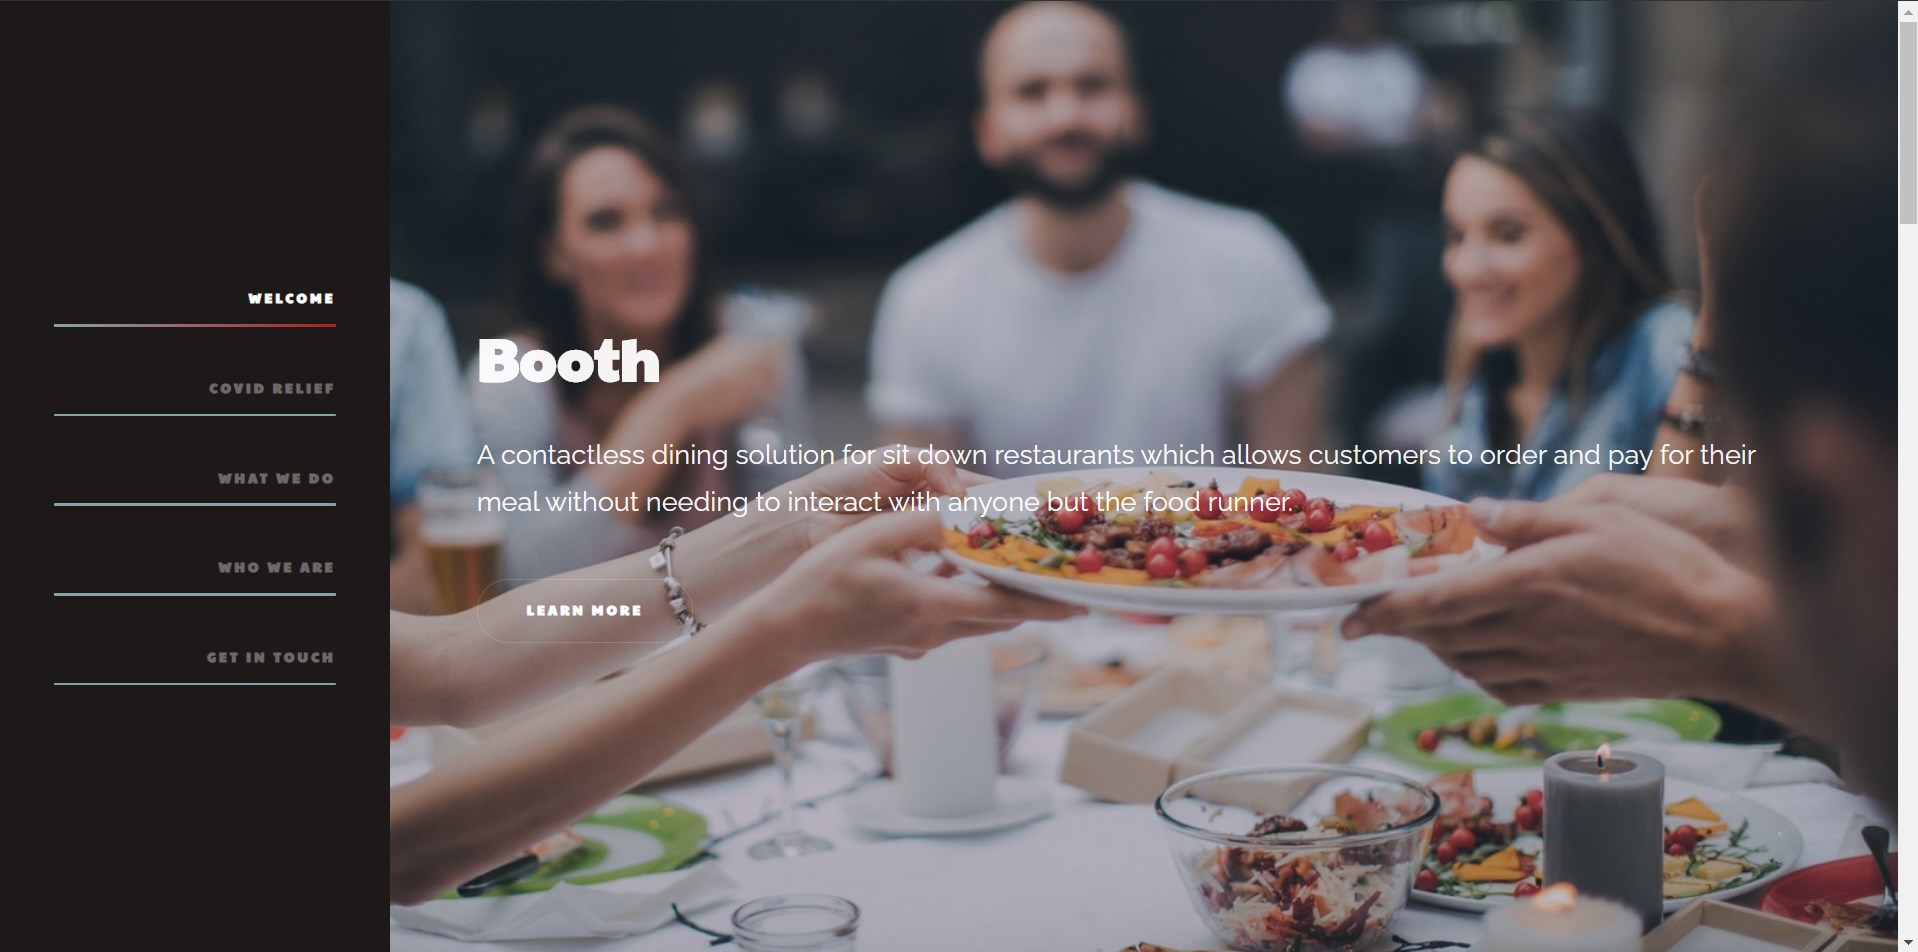 WELCOME
COVID RELIEF
WHAT WE DO
WHO WE ARE
GET IN TOUCH
Booth
A contactless dining solution for sit down restaurants which allows customers to order and pay for their
meal without needing to interact with anyone but the food runner.
LEARN MORE